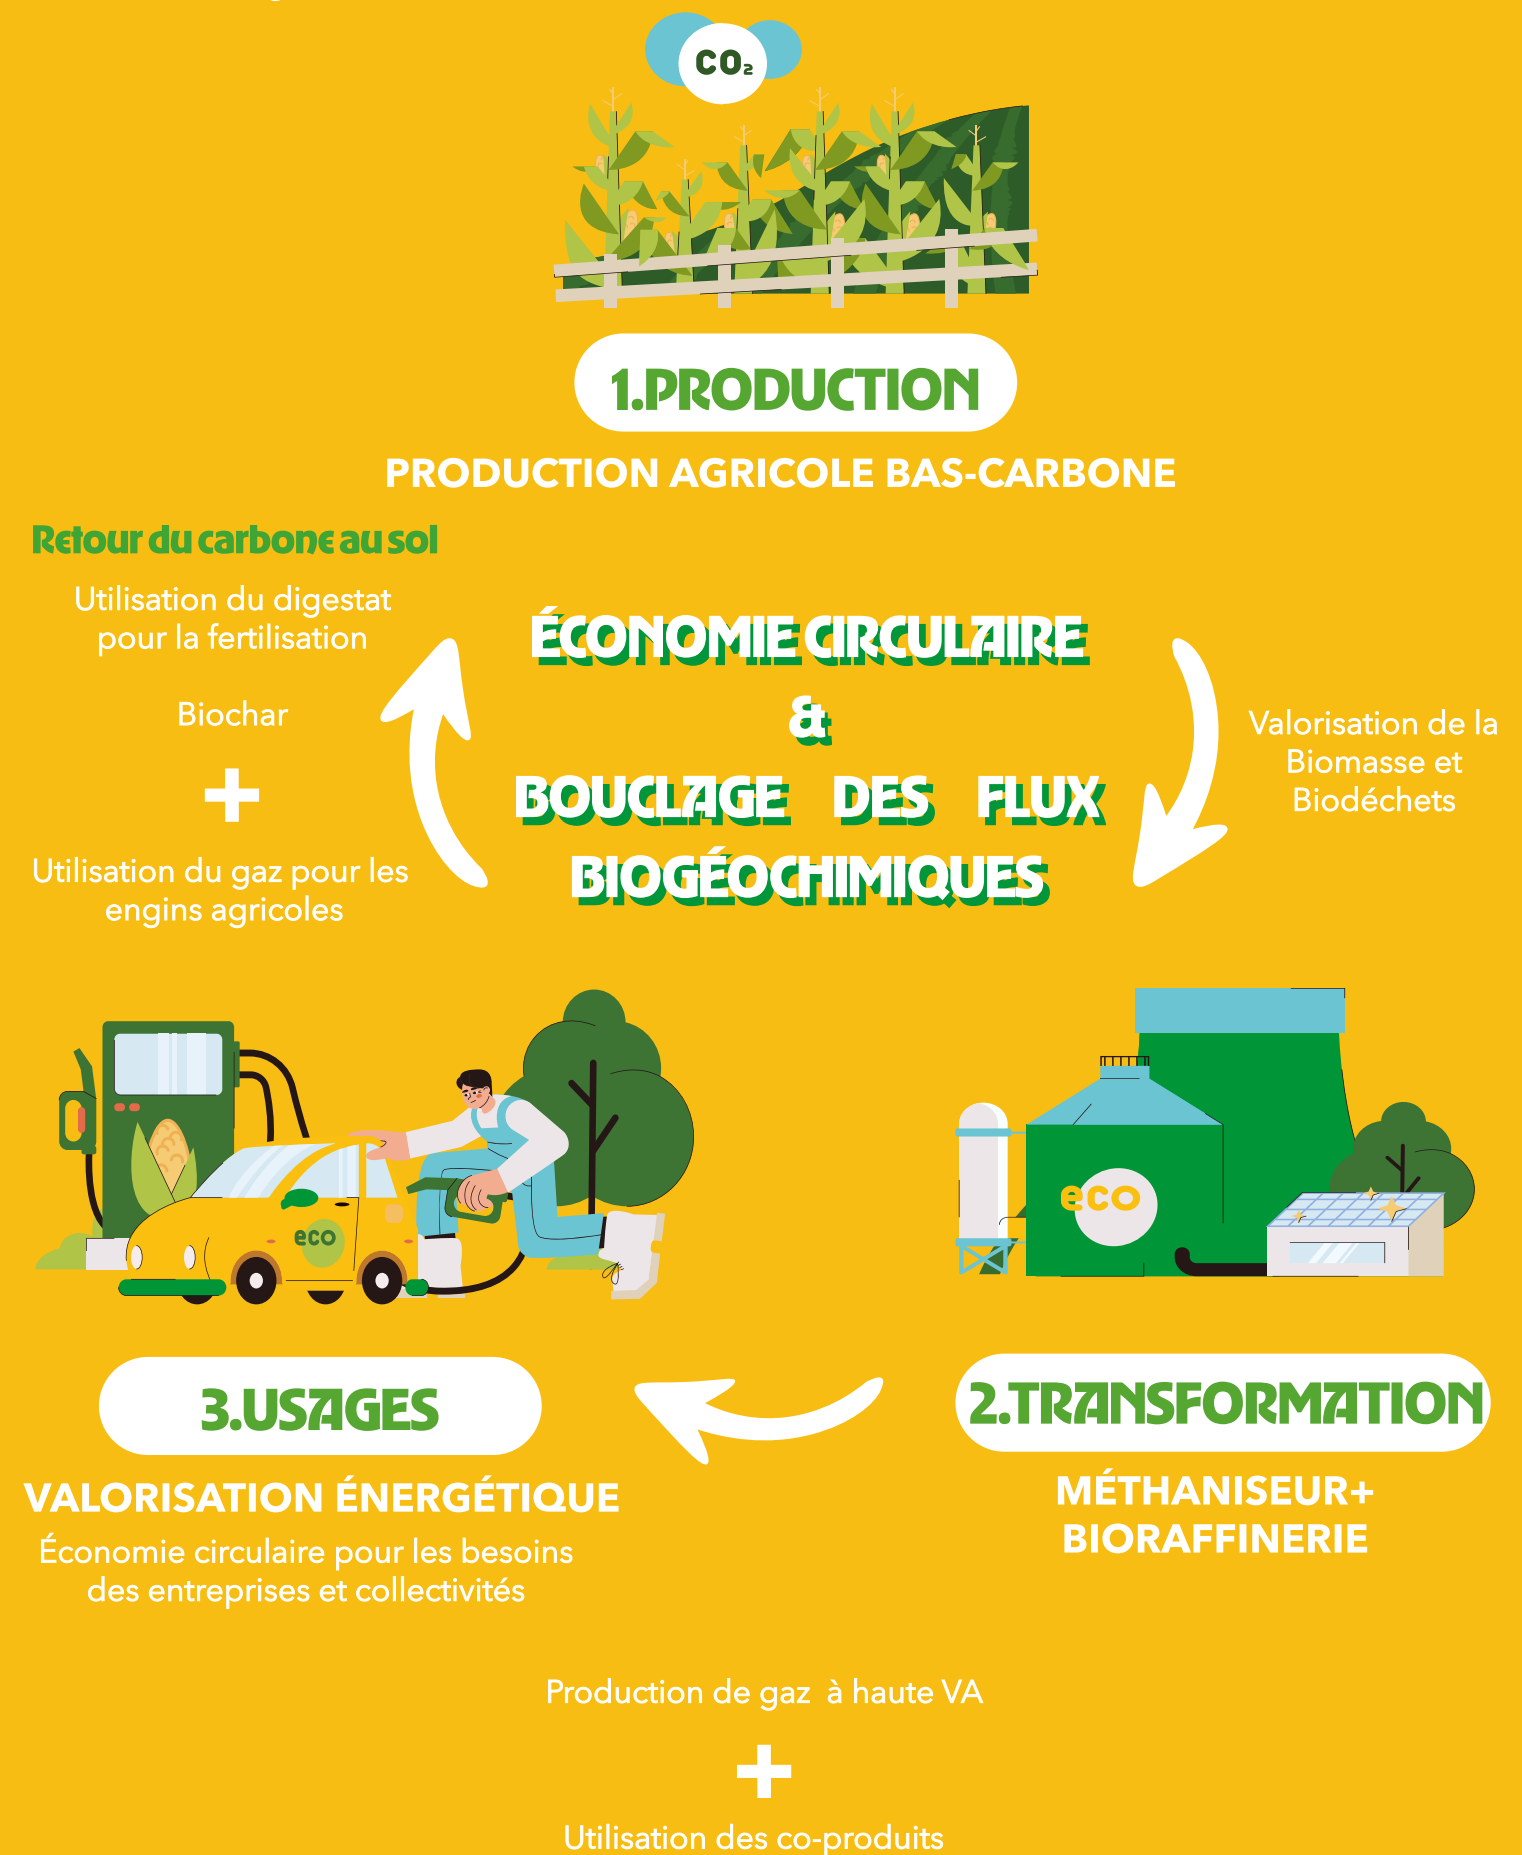 CO₂
1.PRODUCTION
PRODUCTION AGRICOLE BAS-CARBONE
Retour du carbone au sol
Utilisation du digestat
pour la fertilisation
Biochar
+
Utilisation du gaz pour les
engins agricoles
ÉCONOMIE CIRCULAIRE
&
BOUCLAGE DES FLUX
BIOGÉOCHIMIQUES
Valorisation de la
Biomasse et
Biodéchets
eco
eco
3.USAGES
VALORISATION ÉNERGÉTIQUE
Économie circulaire pour les besoins
des entreprises et collectivités
2.TRANSFORMATION
MÉTHANISEUR+
BIORAFFINERIE
Production de gaz à haute VA
+
Utilisation des co-produits